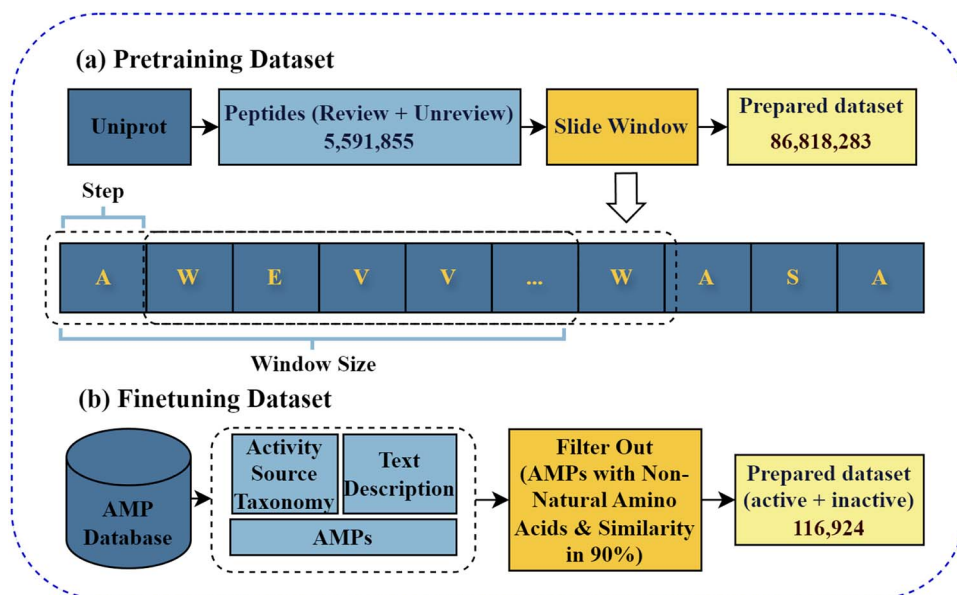 (a) Pretraining Dataset
Uniprot
Peptides (Review + Unreview)
5,591,855
Slide Window
Prepared dataset
86,818,283
Step
A W E V V ... W A S A
Window Size
(b) Finetuning Dataset
AMP
Database
Activity
Source
Taxonomy
Text
Description
AMPs
Filter Out
(AMPs with Non-
Natural Amino
Acids & Similarity
in 90%)
Prepared dataset
(active + inactive)
116,924